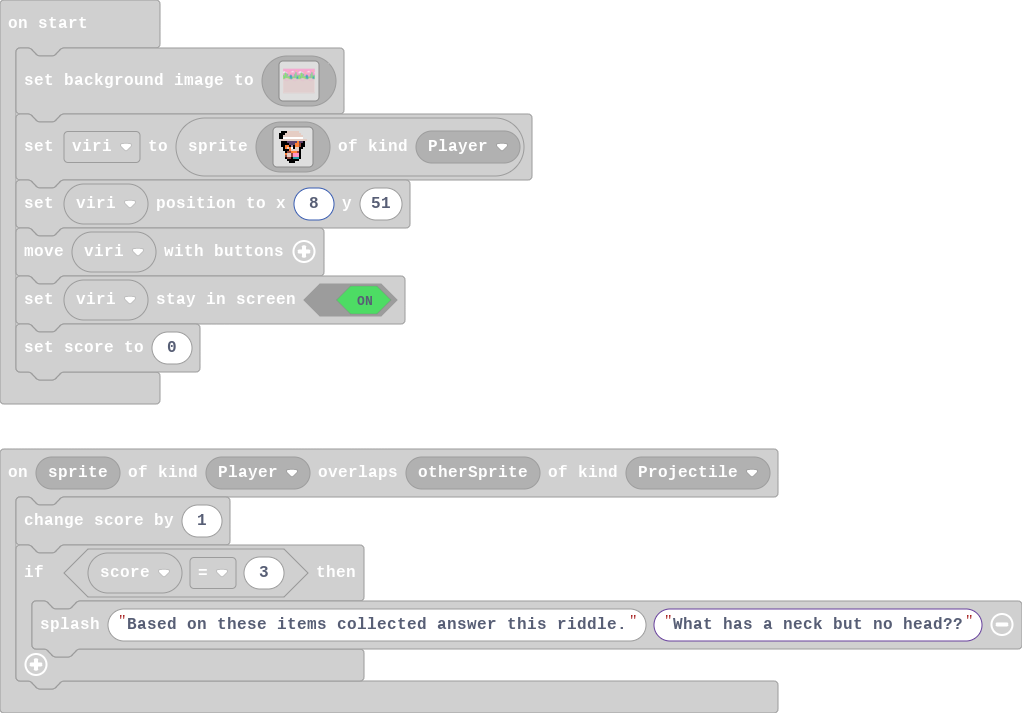 on start
set background image to
set viri to sprite of kind Player
set viri position to x 8 y 51
move viri with buttons
set viri stay in screen ON
set score to 0
on sprite of kind Player overlaps otherSprite of kind Projectile
change score by 1
if score = 3 then
splash "Based on these items collected answer this riddle." "What has a neck but no head??"